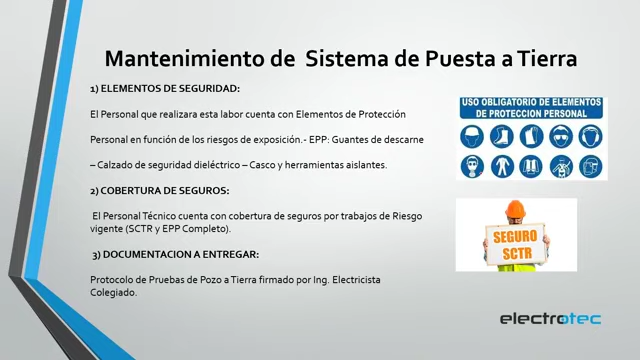 Mantenimiento de Sistema de Puesta a Tierra
1) ELEMENTOS DE SEGURIDAD:
El Personal que realizara esta labor cuenta con Elementos de Protección
Personal en función de los riesgos de exposición.- EPP: Guantes de descarne
– Calzado de seguridad dieléctrico – Casco y herramientas aislantes.
USO OBLIGATORIO DE ELEMENTOS
DE PROTECCION PERSONAL
2) COBERTURA DE SEGUROS:
El Personal Técnico cuenta con cobertura de seguros por trabajos de Riesgo
vigente (SCTR y EPP Completo).
SEGURO
SCTR
3) DOCUMENTACION A ENTREGAR:
Protocolo de Pruebas de Pozo a Tierra firmado por Ing. Electricista
Colegiado.
electrotec